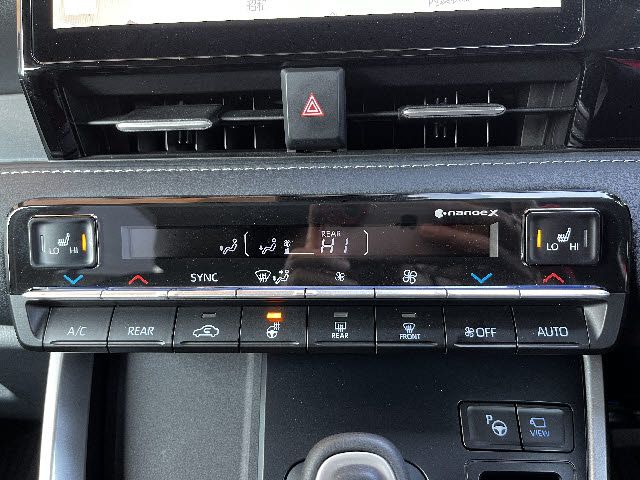 nanoeX
LO HI
REAR
HI
LO HI
SYNC
A/C
REAR
REAR
FRONT
OFF
AUTO
P
VIEW